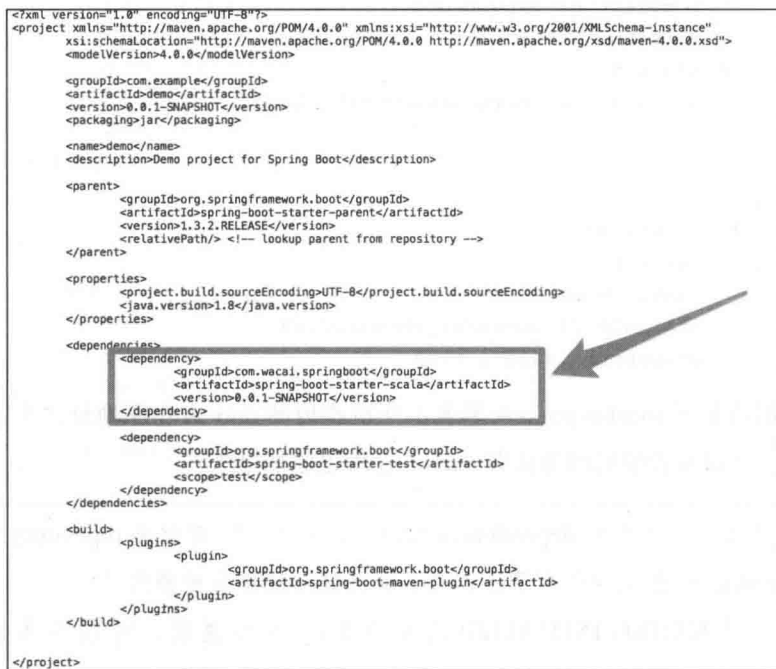 <?xml version="1.0" encoding="UTF-8"?>
<project xmlns="http://maven.apache.org/POM/4.0.0" xmlns:xsi="http://www.w3.org/2001/XMLSchema-instance"
xsi:schemaLocation="http://maven.apache.org/POM/4.0.0 http://maven.apache.org/xsd/maven-4.0.0.xsd">
<modelVersion>4.0.0</modelVersion>
<groupId>com.example</groupId>
<artifactId>demo</artifactId>
<version>0.0.1-SNAPSHOT</version>
<packaging>jar</packaging>
<name>demo</name>
<description>Demo project for Spring Boot</description>
<parent>
<groupId>org.springframework.boot</groupId>
<artifactId>spring-boot-starter-parent</artifactId>
<version>1.3.2.RELEASE</version>
<relativePath/> <!-- lookup parent from repository -->
</parent>
<properties>
<project.build.sourceEncoding>UTF-8</project.build.sourceEncoding>
<java.version>1.8</java.version>
</properties>
<dependencies>
<dependency>
<groupId>com.wacai.springboot</groupId>
<artifactId>spring-boot-starter-scala</artifactId>
<version>0.0.1-SNAPSHOT</version>
</dependency>
<dependency>
<groupId>org.springframework.boot</groupId>
<artifactId>spring-boot-starter-test</artifactId>
<scope>test</scope>
</dependency>
</dependencies>
<build>
<plugins>
<plugin>
<groupId>org.springframework.boot</groupId>
<artifactId>spring-boot-maven-plugin</artifactId>
</plugin>
</plugins>
</build>
</project>